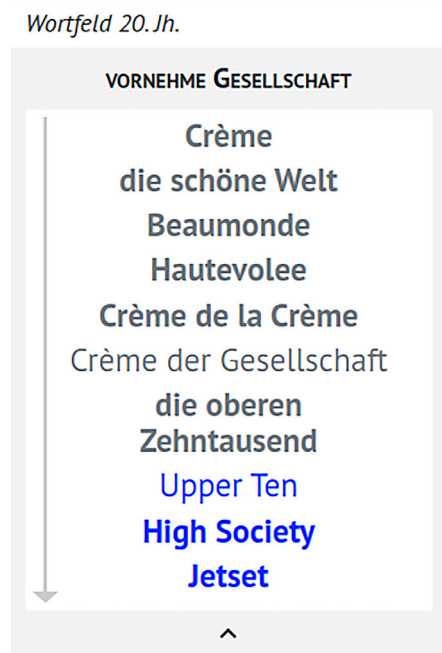 Wortfeld 20. Jh.
VORNEHME GESELLSCHAFT
Crème
die schöne Welt
Beaumonde
Hautevolee
Crème de la Crème
Crème der Gesellschaft
die oberen
Zehntausend
Upper Ten
High Society
Jetset